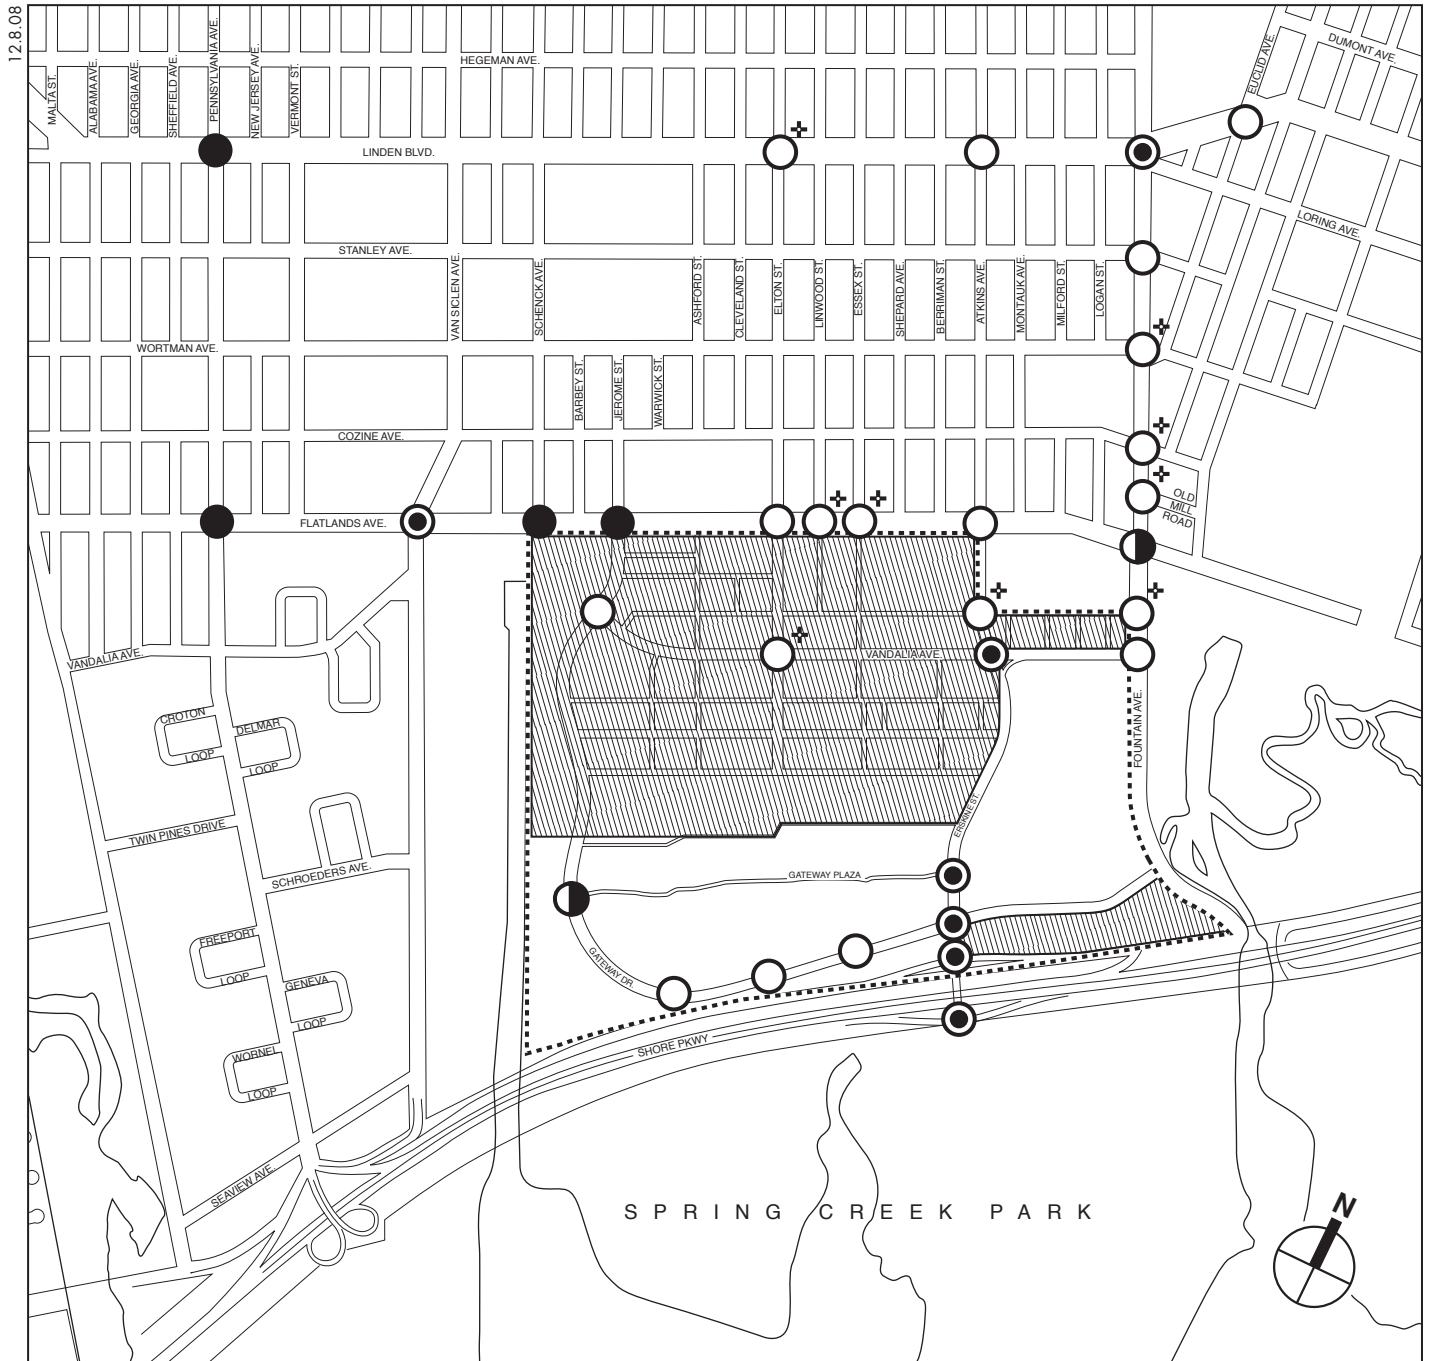 12.8.08
HEGEMAN AVE.
DUMONT AVE.
EUCLID AVE.
MALTA ST.
ALABAMA AVE.
GEORGIA AVE.
SHEFFIELD AVE.
PENNSYLVANIA AVE.
NEW JERSEY AVE.
VERMONT ST.
LINDEN BLVD.
LORING AVE.
STANLEY AVE.
VAN SICLEN AVE.
SCHENCK AVE.
ASHFORD ST.
CLEVELAND ST.
ELTON ST.
LINWOOD ST.
ESSEX ST.
SHEPARD AVE.
BERRIMAN ST.
ATKINS AVE.
MONTAUK AVE.
MILFORD ST.
LOGAN ST.
WORTMAN AVE.
BARBEY ST.
JEROME ST.
WARWICK ST.
COZINE AVE.
OLD
MILL
ROAD
FLATLANDS AVE.
VANDALIA AVE.
VANDALIA AVE.
FOUNTAIN AVE.
CROTON
LOOP
DELMAR
LOOP
TWIN PINES DRIVE
ERSKINE ST.
SCHROEDERS AVE.
GATEWAY PLAZA
FREEPORT
LOOP
GATEWAY DR.
GENEVA
LOOP
SHORE PKWY
WORNEL
LOOP
SEAVIEW AVE.
SPRING CREEK PARK
N